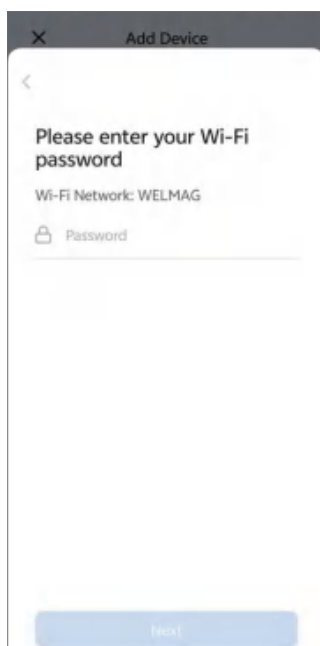 Add Device
Please enter your Wi-Fi
password
Wi-Fi Network: WELMAG
Password
Next